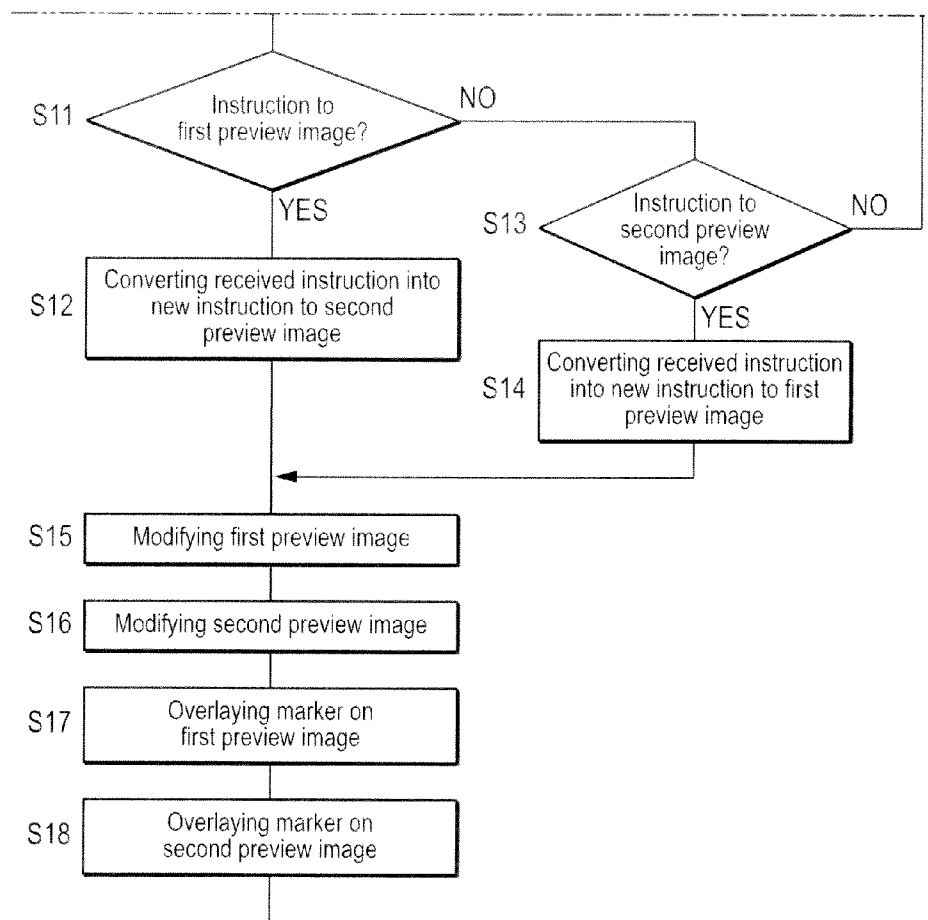 S11
Instruction to
first preview image?
NO
YES
S13
Instruction to
second preview
image?
NO
YES
S12
Converting received instruction into
new instruction to second
preview image
S14
Converting received instruction
into new instruction to first
preview image
S15
Modifying first preview image
S16
Modifying second preview image
S17
Overlaying marker on
first preview image
S18
Overlaying marker on
second preview image